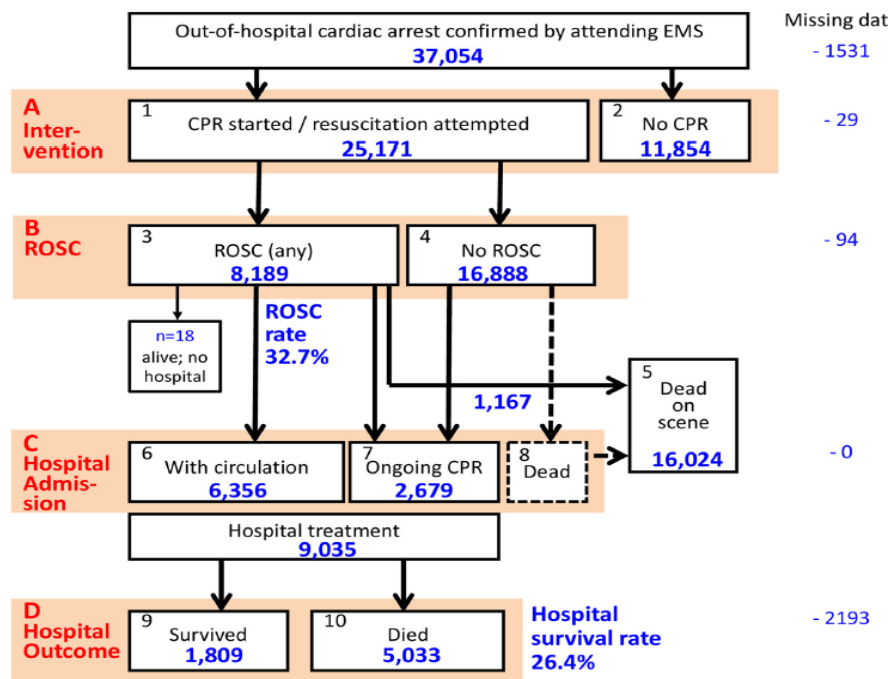 Out-of-hospital cardiac arrest confirmed by attending EMS
37,054
Missing dat
- 1531
A
Inter-
vention
1
CPR started / resuscitation attempted
25,171
2
No CPR
11,854
- 29
B
ROSC
3
ROSC (any)
8,189
4
No ROSC
16,888
- 94
n=18
alive; no
hospital
ROSC
rate
32.7%
1,167
5
Dead
on
scene
16,024
C
Hospital
Admis-
sion
6
With circulation
6,356
7
Ongoing CPR
2,679
8
Dead
- 0
Hospital treatment
9,035
D
Hospital
Outcome
9
Survived
1,809
10
Died
5,033
Hospital
survival rate
26.4%
- 2193